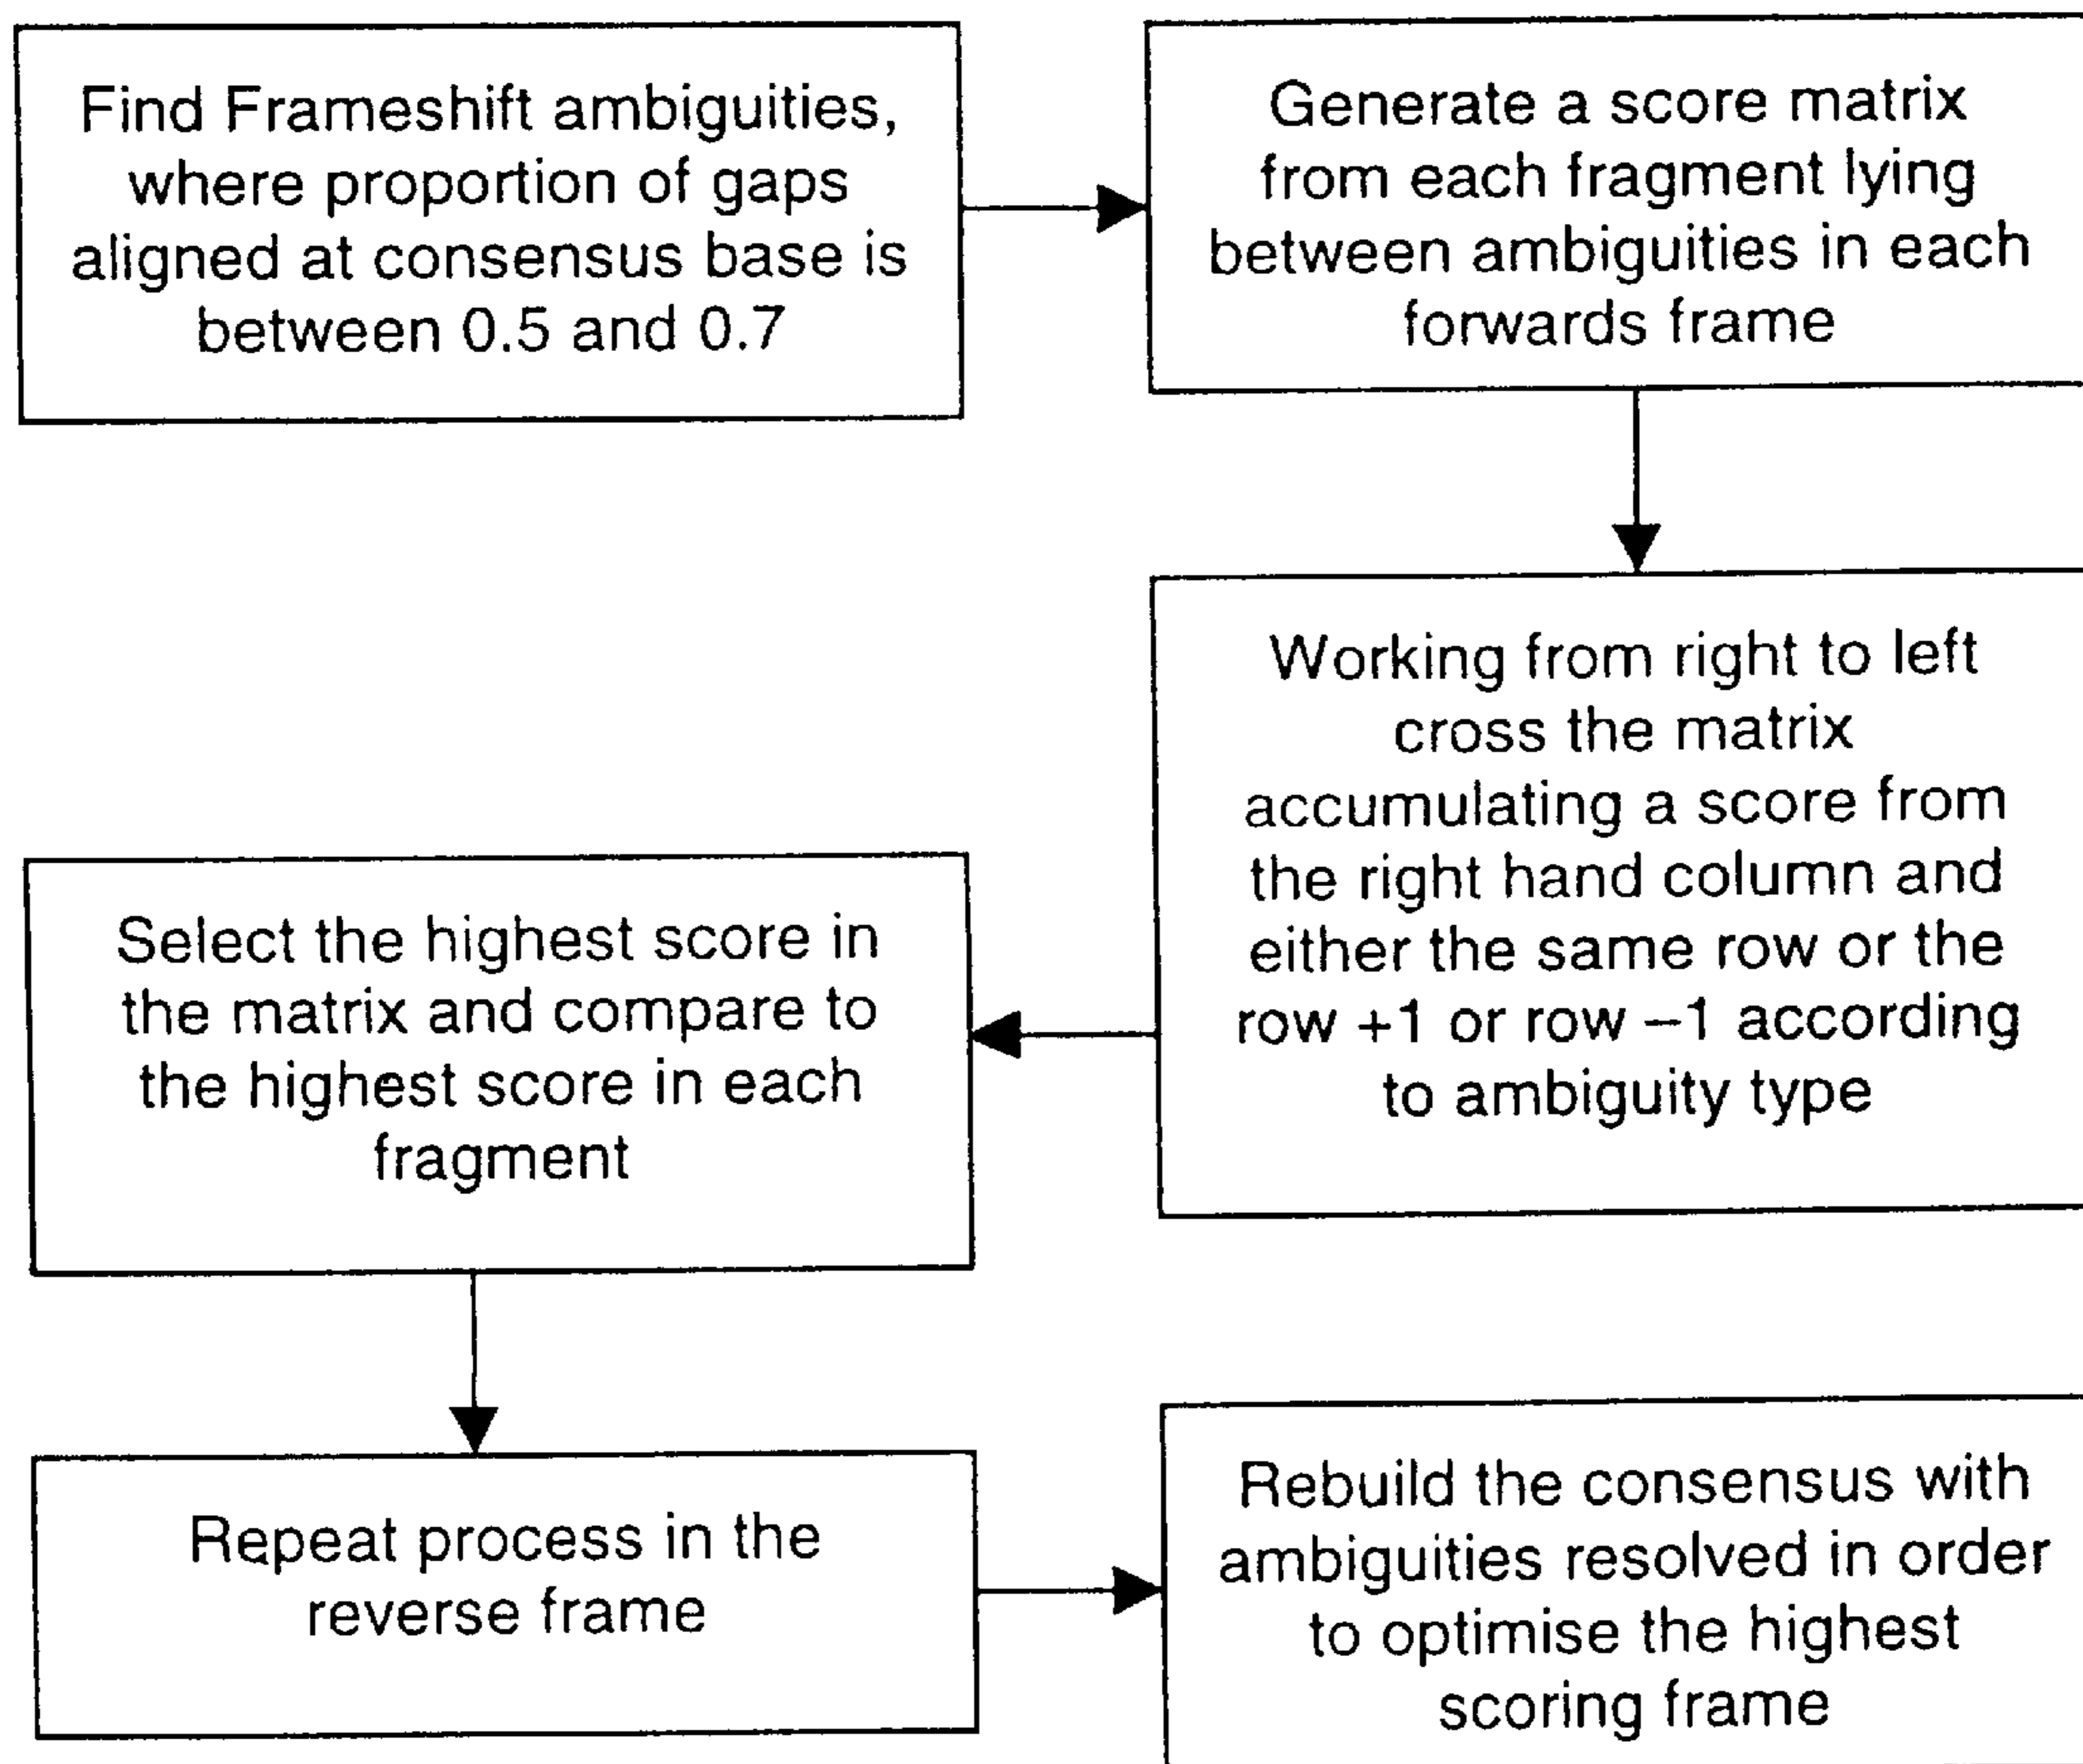 Find Frameshift ambiguities,
where proportion of gaps
aligned at consensus base is
between 0.5 and 0.7
Generate a score matrix
from each fragment lying
between ambiguities in each
forwards frame
Working from right to left
cross the matrix
accumulating a score from
the right hand column and
either the same row or the
row +1 or row –1 according
to ambiguity type
Select the highest score in
the matrix and compare to
the highest score in each
fragment
Repeat process in the
reverse frame
Rebuild the consensus with
ambiguities resolved in order
to optimise the highest
scoring frame